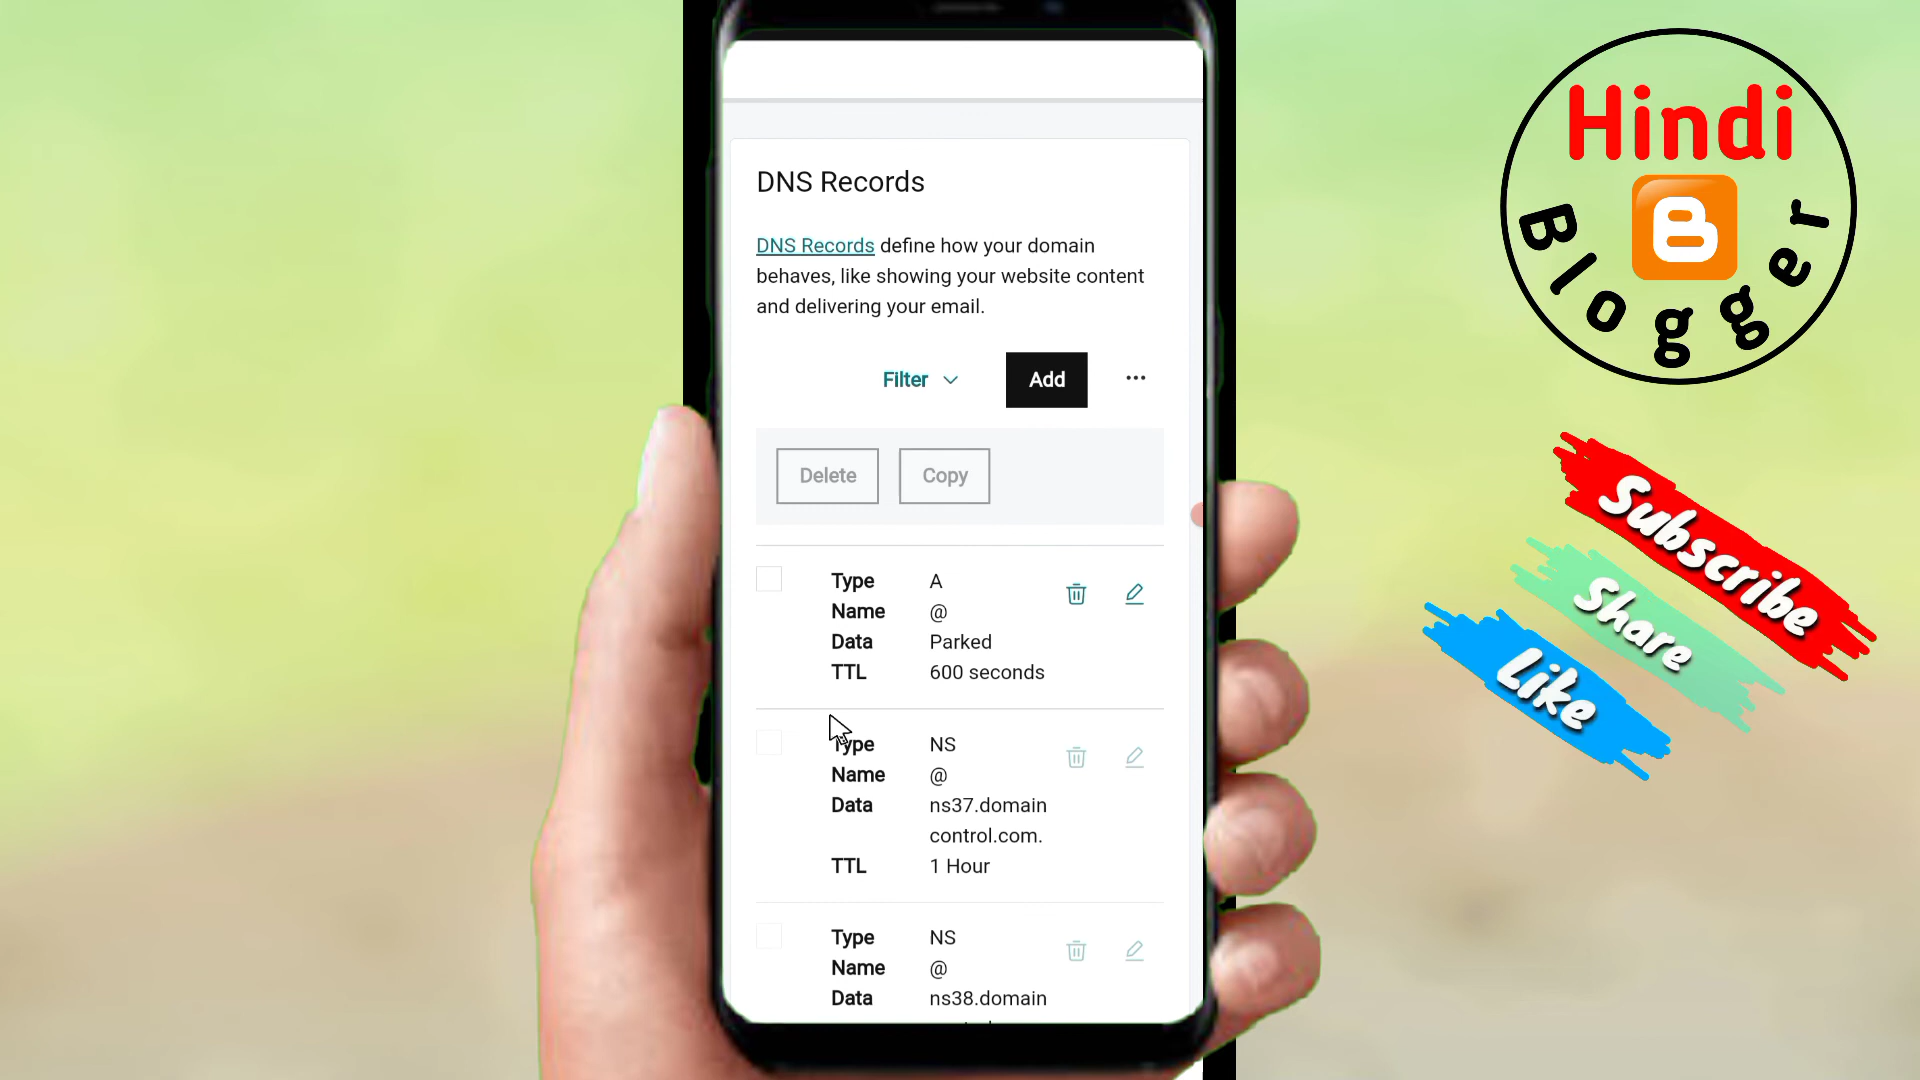 DNS Records
DNS Records define how your domain
behaves, like showing your website content
and delivering your email.
Filter
Add
Delete
Copy
Type A
Name @
Data Parked
TTL 600 seconds
Type NS
Name @
Data ns37.domain
control.com.
TTL 1 Hour
Type NS
Name @
Data ns38.domain
Hindi
Blogger
Subscribe
Share
Like